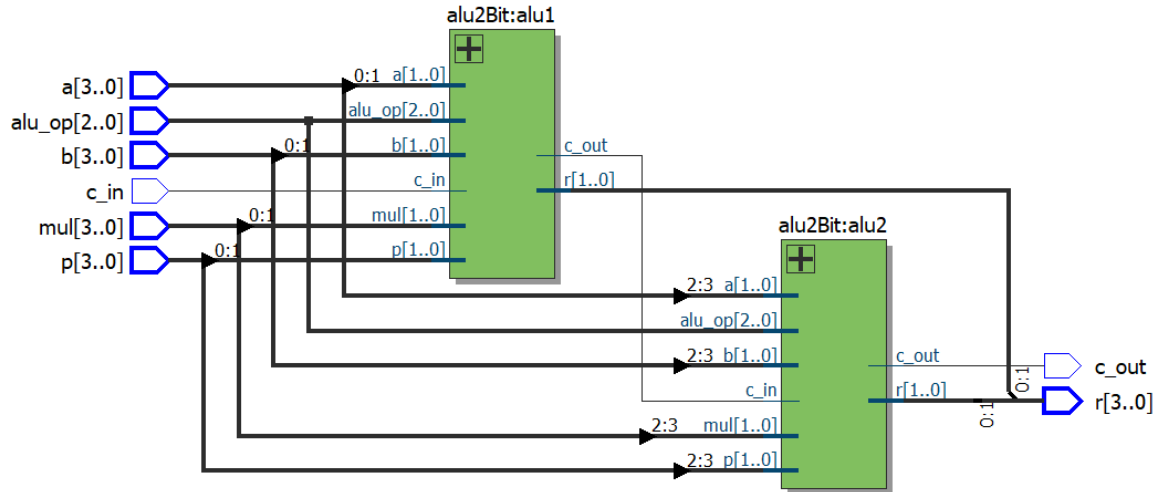 alu2Bit:alu1
a[3..0]
0:1
a[1..0]
alu_op[2..0]
alu_op[2..0]
b[3..0]
0:1
b[1..0]
c_out
c_in
c_in
r[1..0]
mul[3..0]
0:1
mul[1..0]
p[3..0]
0:1
p[1..0]
alu2Bit:alu2
2:3
a[1..0]
alu_op[2..0]
2:3
b[1..0]
c_out
c_out
c_in
r[1..0]
0:1
0:1
r[3..0]
2:3
mul[1..0]
2:3
p[1..0]